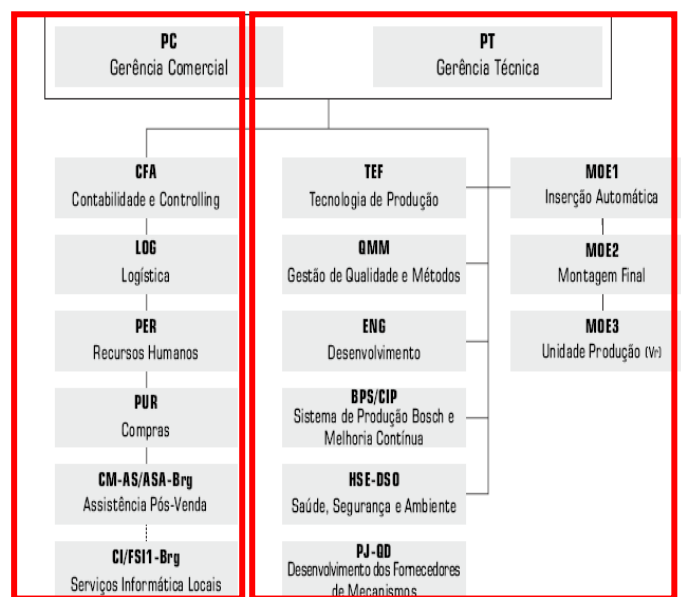 PC
Gerência Comercial
PT
Gerência Técnica
CFA
Contabilidade e Controlling
LOG
Logística
PER
Recursos Humanos
PUR
Compras
CM-AS/ASA-Brg
Assistência Pós-Venda
CI/FSI1-Brg
Serviços Informática Locais
TEF
Tecnologia de Produção
QMM
Gestão de Qualidade e Métodos
ENG
Desenvolvimento
BPS/CIP
Sistema de Produção Bosch e
Melhoria Contínua
HSE-DSO
Saúde, Segurança e Ambiente
PJ-QD
Desenvolvimento dos Fornecedores
de Mecanismos
MOE1
Inserção Automática
MOE2
Montagem Final
MOE3
Unidade Produção (Vr)